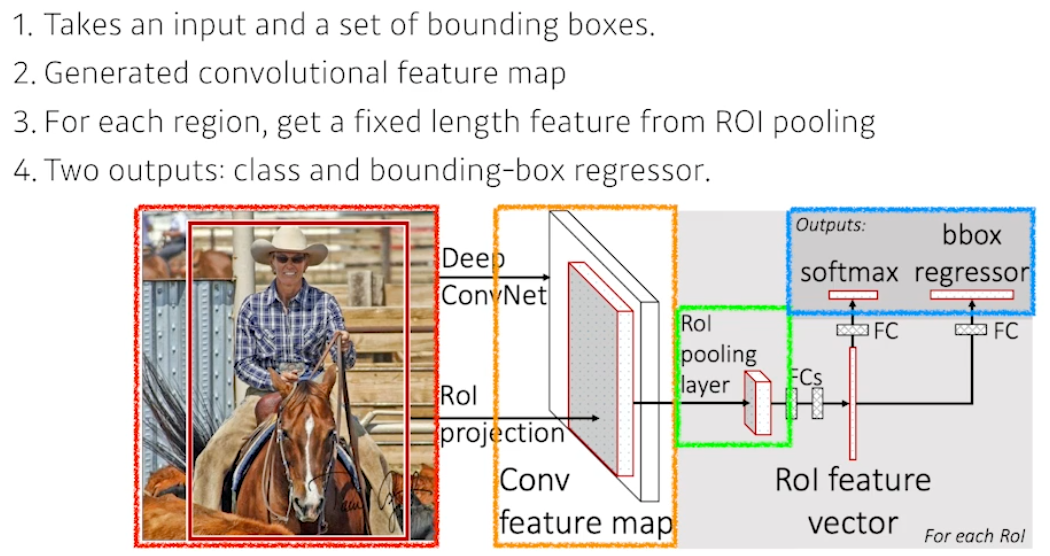 1. Takes an input and a set of bounding boxes.
2. Generated convolutional feature map
3. For each region, get a fixed length feature from ROI pooling
4. Two outputs: class and bounding-box regressor.
Deep
ConvNet
RoI
projection
Conv
feature map
RoI
pooling
layer
FCs
Outputs:
bbox
softmax regressor
FC
FC
RoI feature
vector
For each RoI